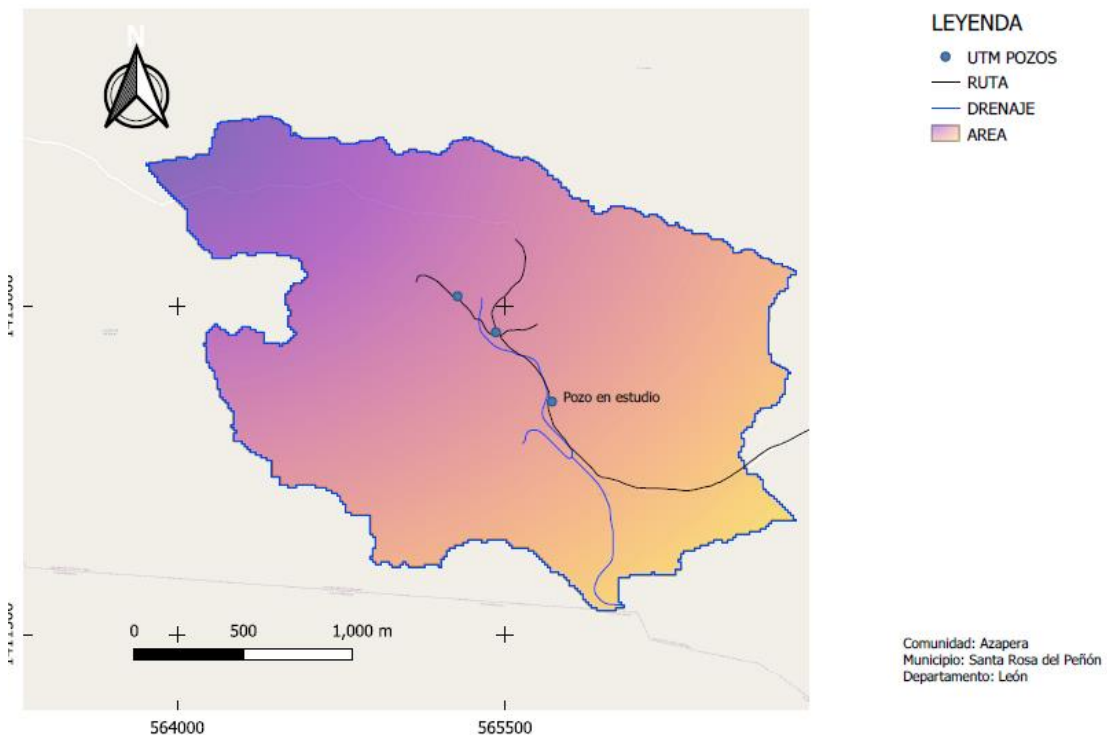 N
LEYENDA
UTM POZOS
RUTA
DRENAJE
AREA
Pozo en estudio
0 500 1,000 m
564000 565500
Comunidad: Azapera
Municipio: Santa Rosa del Peñón
Departamento: León